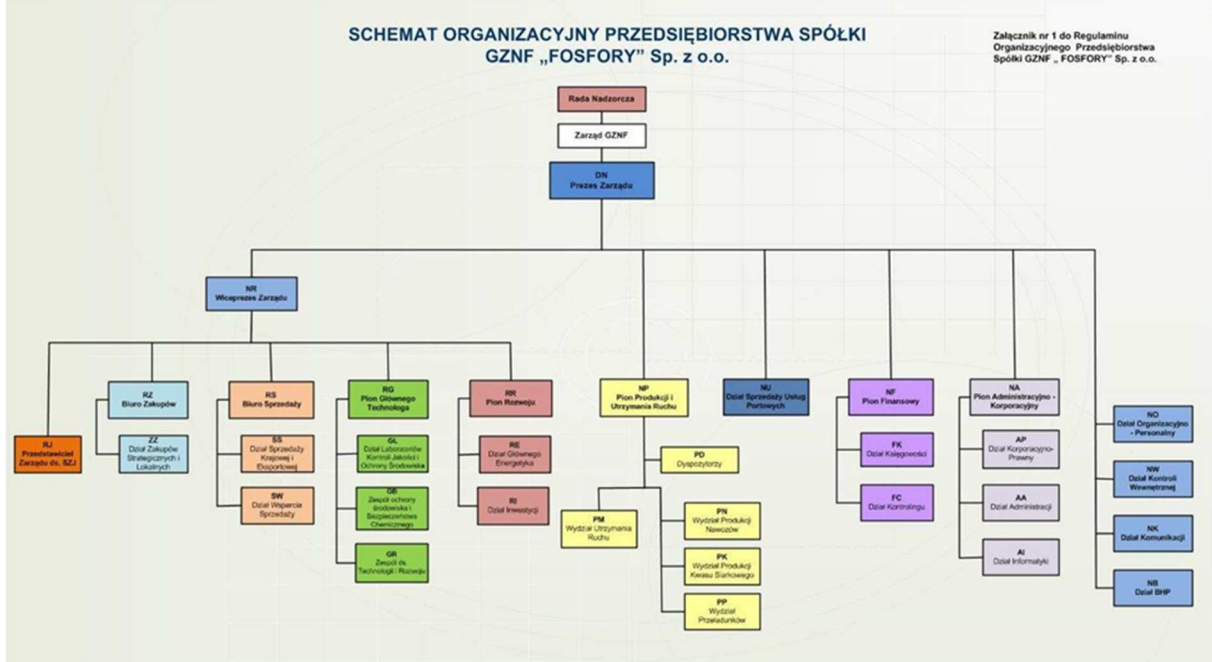 SCHEMAT ORGANIZACYJNY PRZEDSIĘBIORSTWA SPÓŁKI
GZNF „FOSFORY” Sp. z o.o.
Załącznik nr 1 do Regulaminu
Organizacyjnego Przedsiębiorstwa
Spółki GZNF „ FOSFORY” Sp. z o.o.
Rada Nadzorcza
Zarząd GZNF
DN
Prezes Zarządu
NR
Wiceprezes Zarządu
RJ
Przedstawiciel
Zarządu ds. SZJ
RZ
Biuro Zakupów
ZZ
Dział Zakupów
Strategicznych i
Lokalnych
RS
Biuro Sprzedaży
SS
Dział Sprzedaży
Krajowej i
Eksportowej
SW
Dział Wsparcia
Sprzedaży
RG
Pion Głównego
Technologa
GL
Dział Laboratoriów
Kontroli Jakości i
Ochrony Środowiska
GB
Zespół ochrony
środowiska i
Bezpieczeństwa
Chemicznego
GR
Zespół ds.
Technologii i Rozwoju
RR
Pion Rozwoju
RE
Dział Głównego
Energetyka
RI
Dział Inwestycji
NP
Pion Produkcji i
Utrzymania Ruchu
PD
Dyspozytorzy
PM
Wydział Utrzymania
Ruchu
PN
Wydział Produkcji
Nawozów
PK
Wydział Produkcji
Kwasu Siarkowego
PP
Wydział
Przeładunków
NU
Dział Sprzedaży Usług
Portowych
NF
Pion Finansowy
FK
Dział Księgowości
FC
Dział Kontrolingu
NA
Pion Administracyjno -
Korporacyjny
AP
Dział Korporacyjno-
Prawny
AA
Dział Administracji
AI
Dział Informatyki
NO
Dział Organizacyjno
- Personalny
NW
Dział Kontroli
Wewnętrznej
NK
Dział Komunikacji
NB
Dział BHP